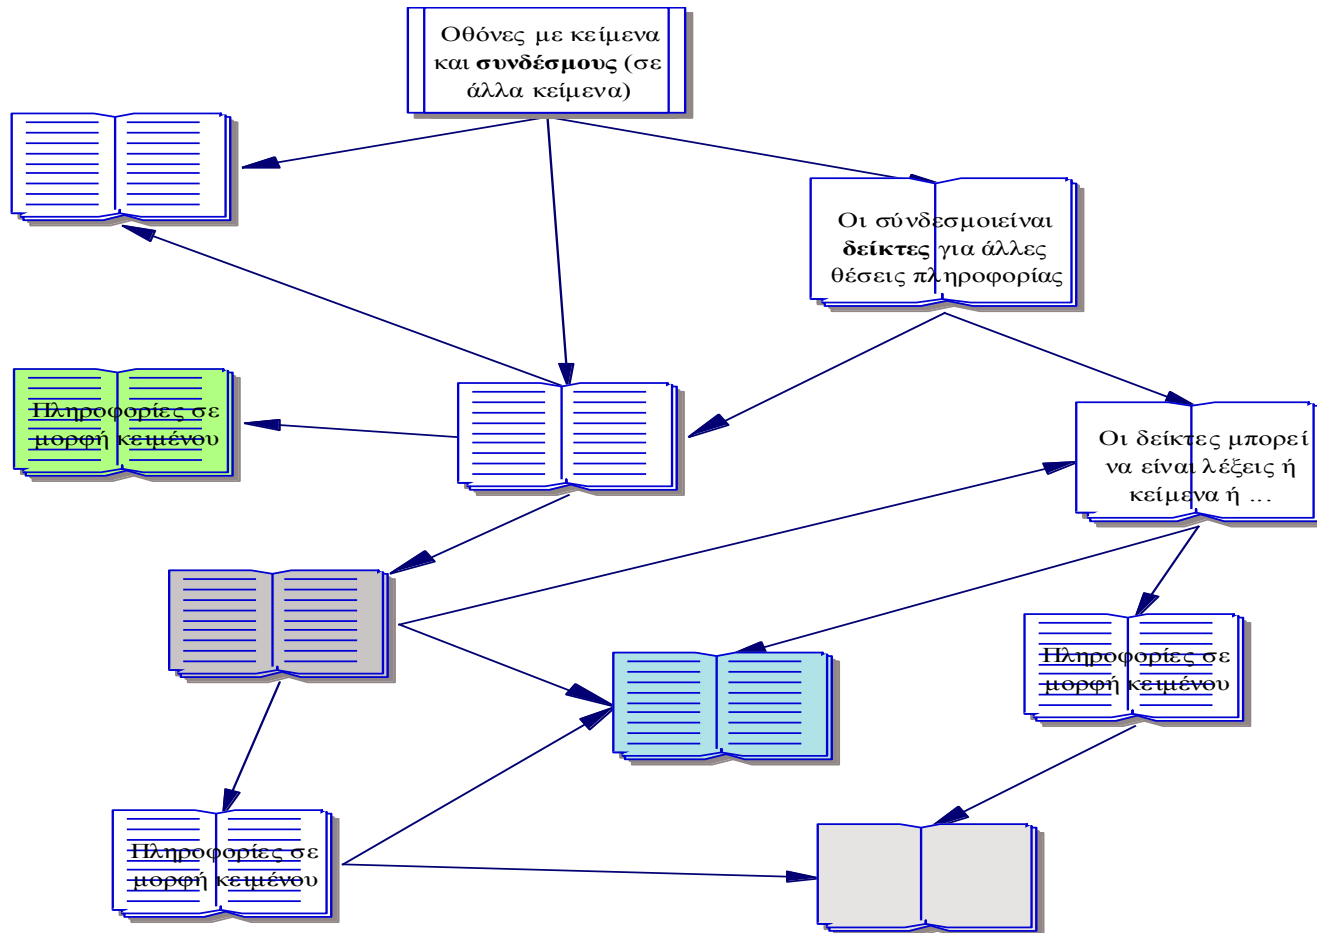 Οθόνες με κείμενα
και συνδέσμους (σε
άλλα κείμενα)
Οι σύνδεσμοιείναι
δείκτες για άλλες
θέσεις πληροφορίας
Πληροφορίες σε
μορφή κειμένου
Οι δείκτες μπορεί
να είναι λέξεις ή
κείμενα ή ...
Πληροφορίες σε
μορφή κειμένου
Πληροφορίες σε
μορφή κειμένου